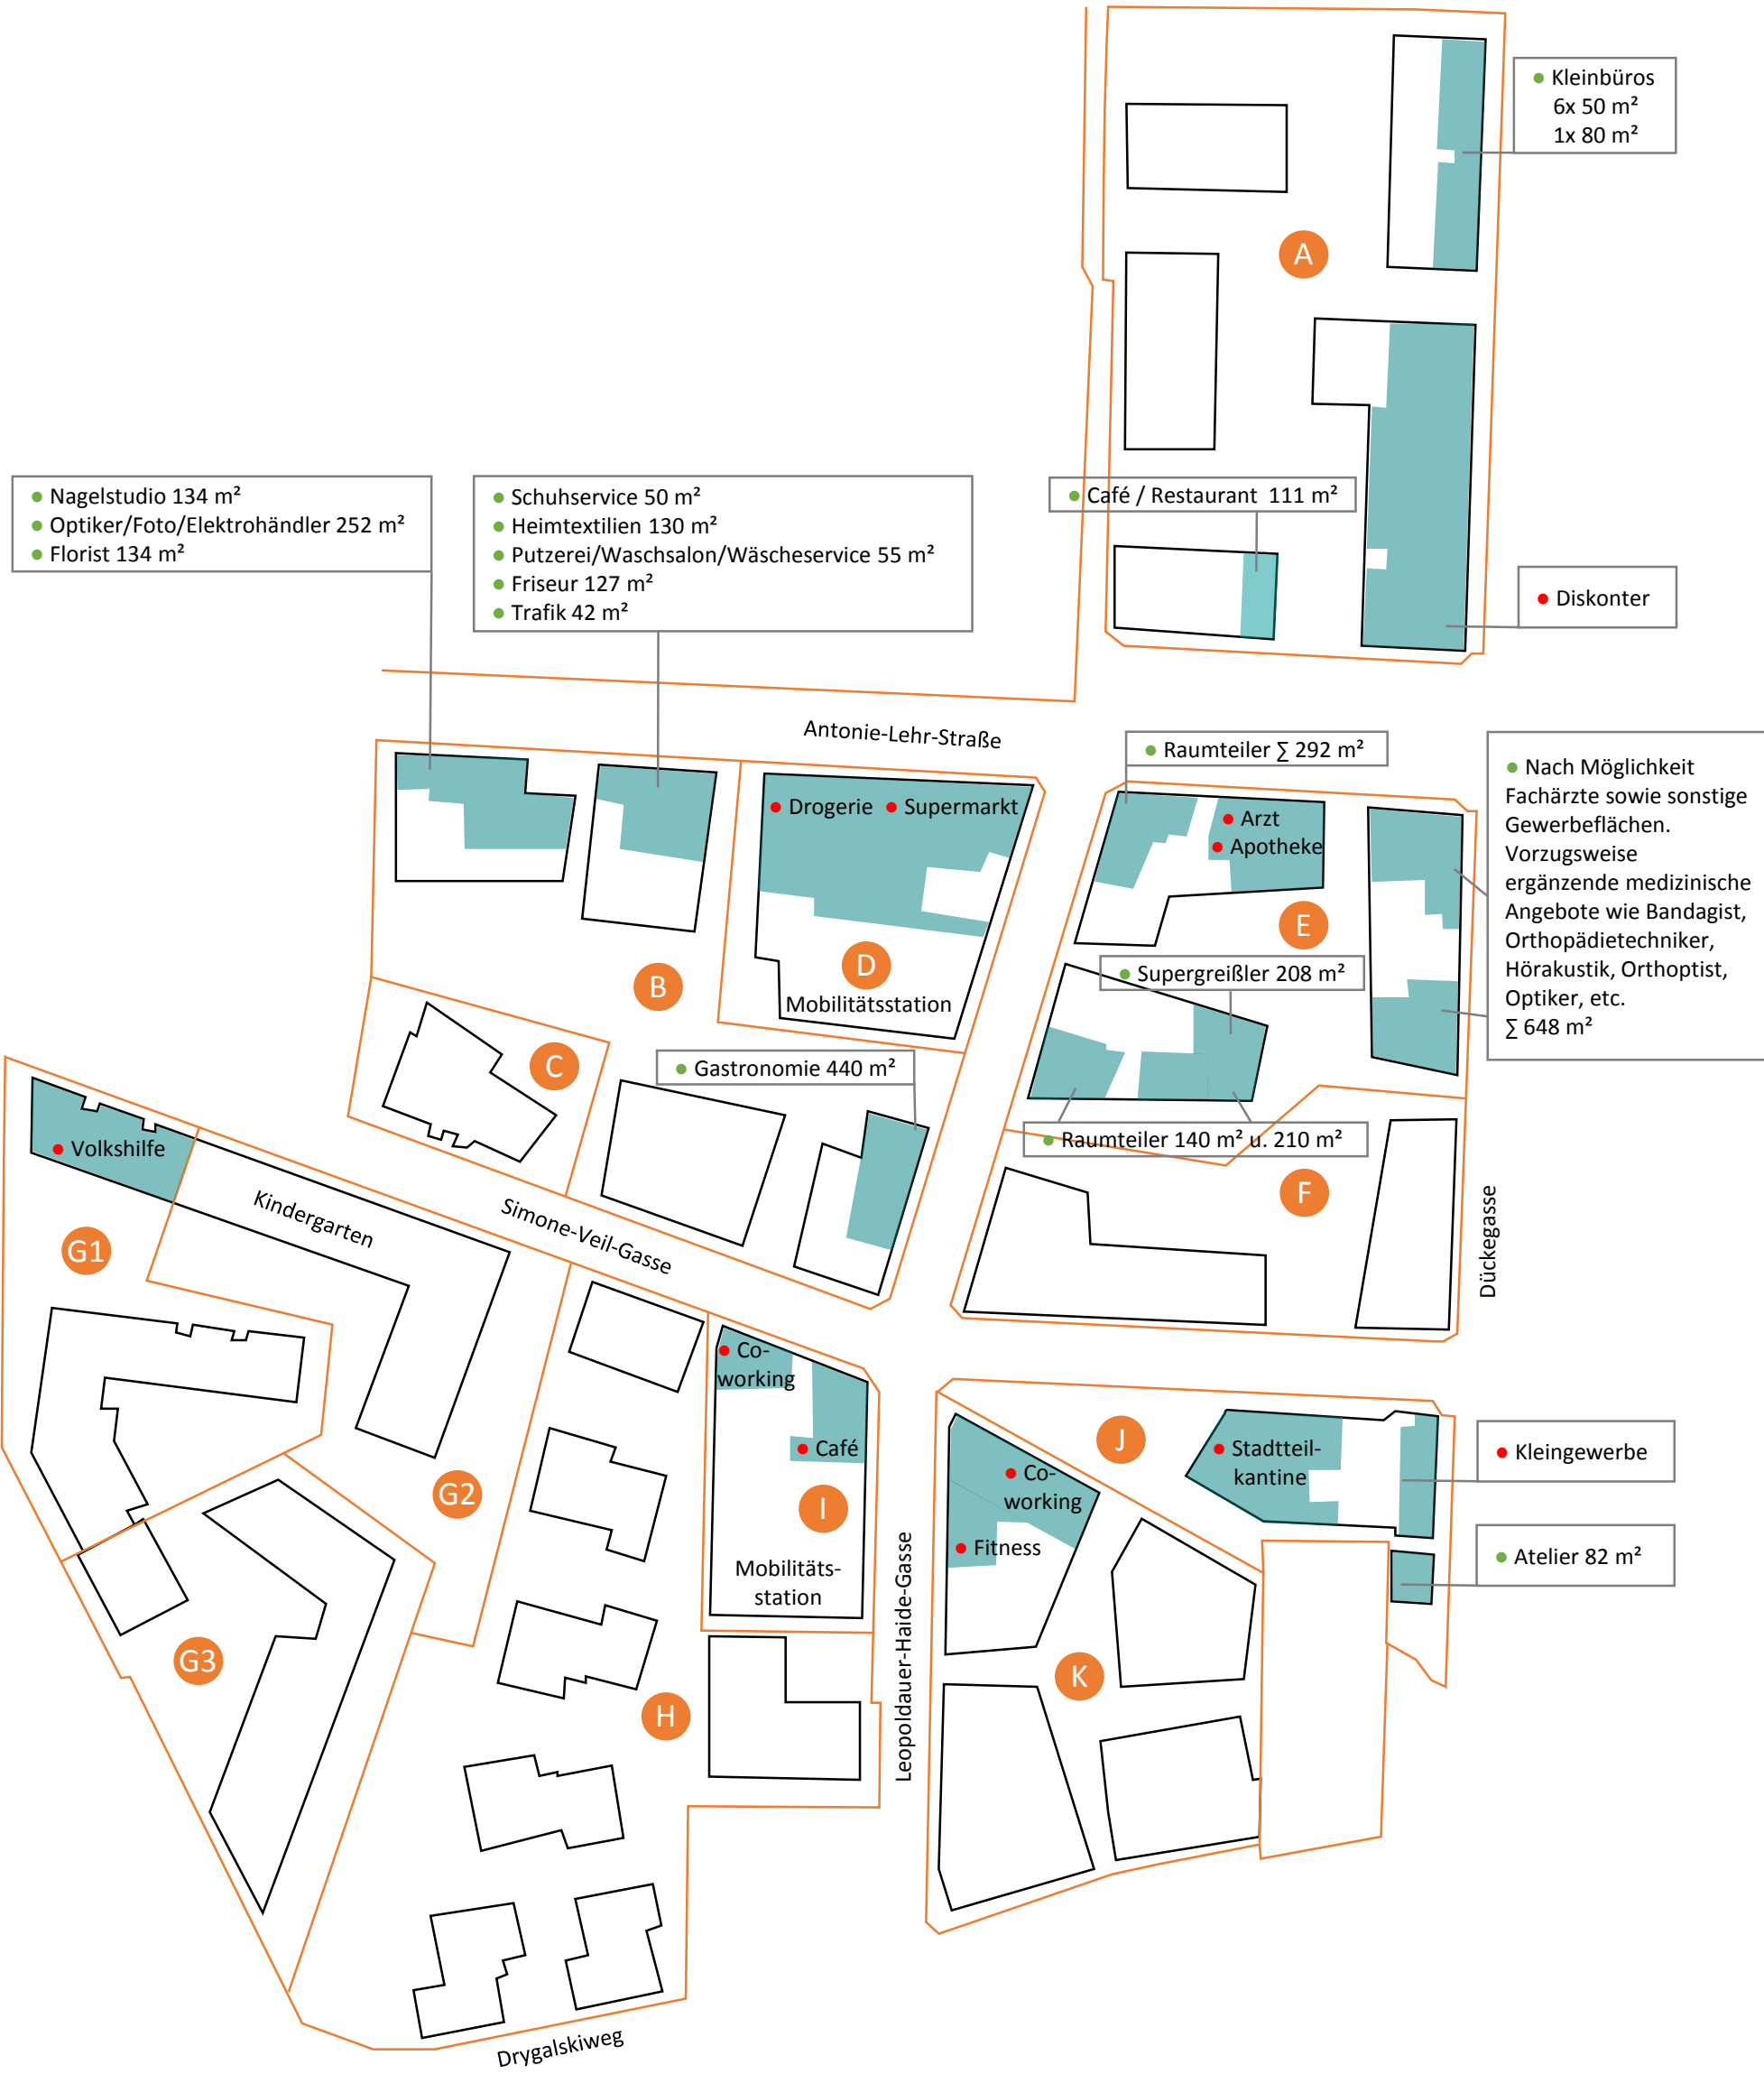 ● Kleinbüros
6x 50 m²
1x 80 m²
A
● Nagelstudio 134 m²
● Optiker/Foto/Elektrohändler 252 m²
● Florist 134 m²
● Schuhservice 50 m²
● Heimtextilien 130 m²
● Putzerei/Waschsalon/Wäscheservice 55 m²
● Friseur 127 m²
● Trafik 42 m²
● Café / Restaurant 111 m²
● Diskonter
Antonie-Lehr-Straße
● Raumteiler ∑ 292 m²
● Nach Möglichkeit
Fachärzte sowie sonstige
Gewerbeflächen.
Vorzugsweise
ergänzende medizinische
Angebote wie Bandagist,
Orthopädietechniker,
Hörakustik, Orthoptist,
Optiker, etc.
∑ 648 m²
● Drogerie ● Supermarkt
● Arzt
● Apotheke
E
D
Mobilitätsstation
B
● Supergreißler 208 m²
C
● Gastronomie 440 m²
● Raumteiler 140 m² u. 210 m²
● Volkshilfe
F
Kindergarten
Simone-Veil-Gasse
Dückegasse
G1
● Co-
working
● Café
I
Mobilitäts-
station
J
● Stadtteil-
kantine
● Kleingewerbe
● Co-
working
● Fitness
● Atelier 82 m²
G2
Leopoldauer-Haide-Gasse
G3
K
H
Drygalskiweg